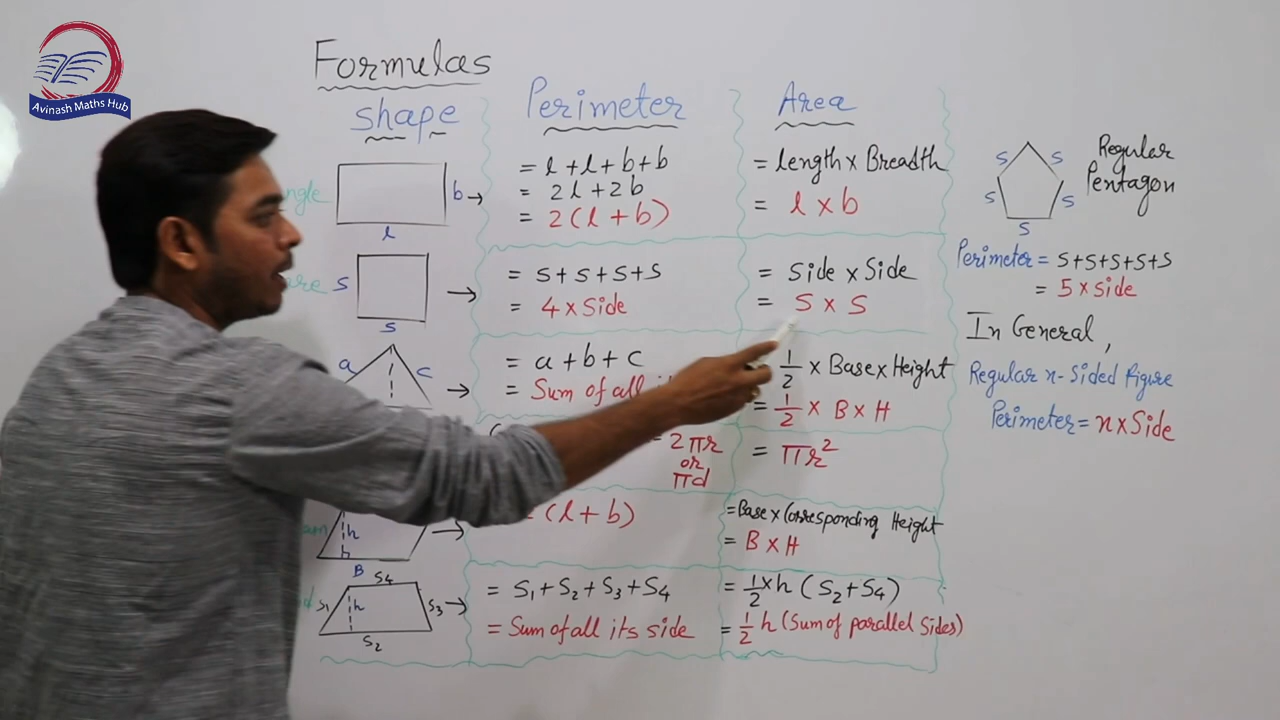 Avinash Maths Hub
Formulas
Shape
Perimeter
Area
b
l
= l + l + b + b
= 2l + 2b
= 2(l + b)
= length × Breadth
= l × b
s
s
= s + s + s + s
= 4 × Side
= Side × Side
= S × S
a
c
= a + b + c
= Sum of all
1/2 × Base × Height
= 1/2 × B × H
= 2πr
or
πd
= πr²
h
B
(l + b)
= Base × Corresponding Height
= B × H
S4
S1
h
S3
S2
= S1 + S2 + S3 + S4
= Sum of all its side
= 1/2 × h (S2 + S4)
= 1/2 h (Sum of parallel Sides)
S
S
S
S
S
Regular
Pentagon
Perimeter = S+S+S+S+S
= 5 × side
In General,
Regular n-Sided figure
Perimeter = n × Side